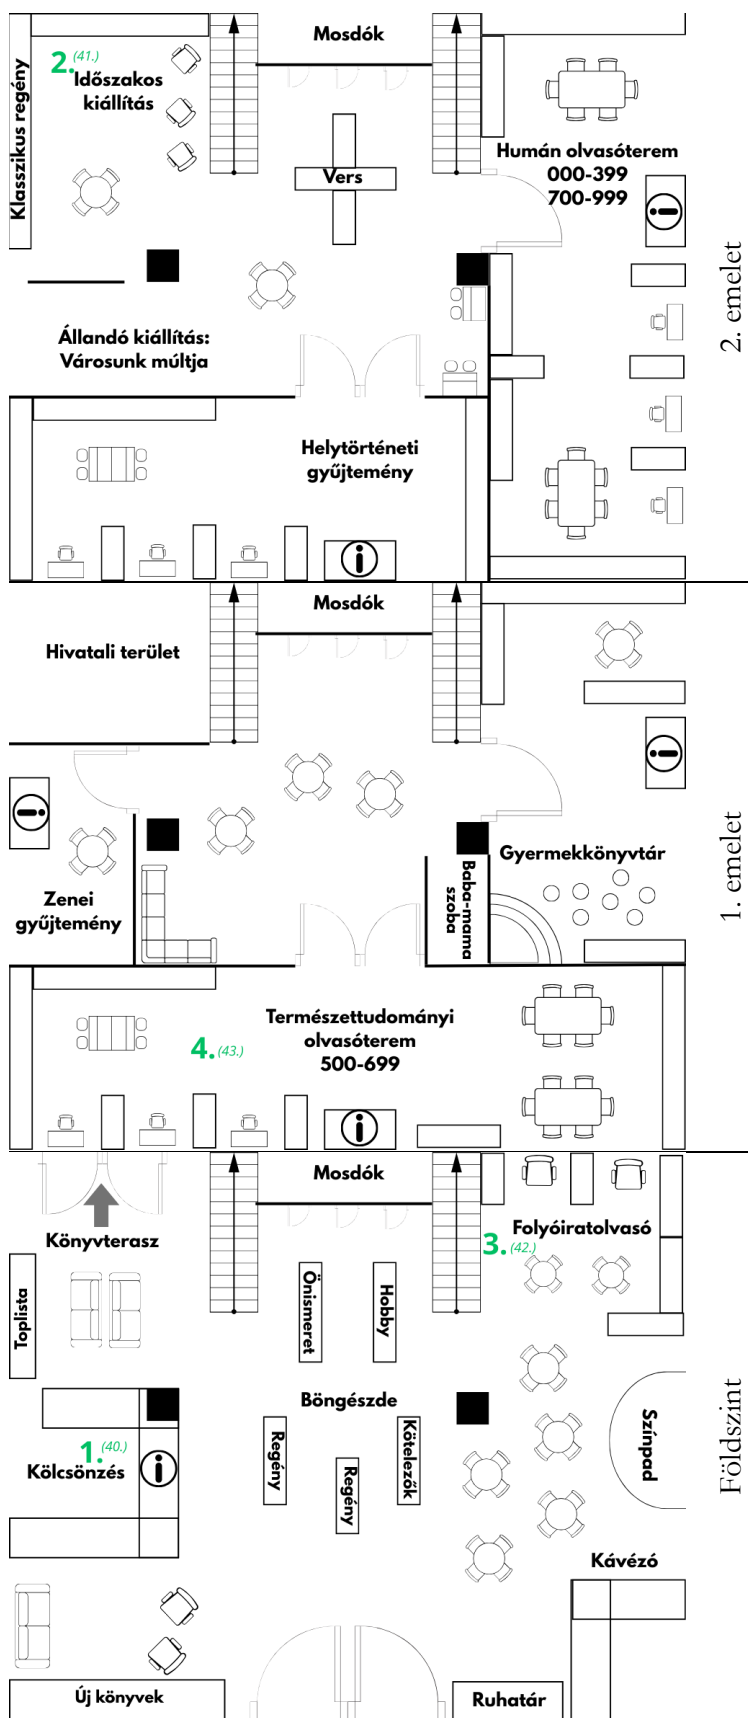 Mosdók
2. (41.)
Időszakos
kiállítás
Klasszikus regény
Vers
Humán olvasóterem
000-399
700-999
i
2. emelet
Állandó kiállítás:
Városunk múltja
Helytörténeti
gyűjtemény
i
Mosdók
Hivatali terület
i
i
1. emelet
Gyermekkönyvtár
Baba-mama
szoba
Zenei
gyűjtemény
Természettudományi
olvasóterem
500-699
4. (43.)
i
Mosdók
Könyvterasz
3. (42.)
Folyóiratolvasó
Toplista
Önismeret
Hobby
Böngészde
1. (40.)
Kölcsönzés
i
Regény
Regény
Kötelezők
Színpad
Földszint
Kávézó
Új könyvek
Ruhatár